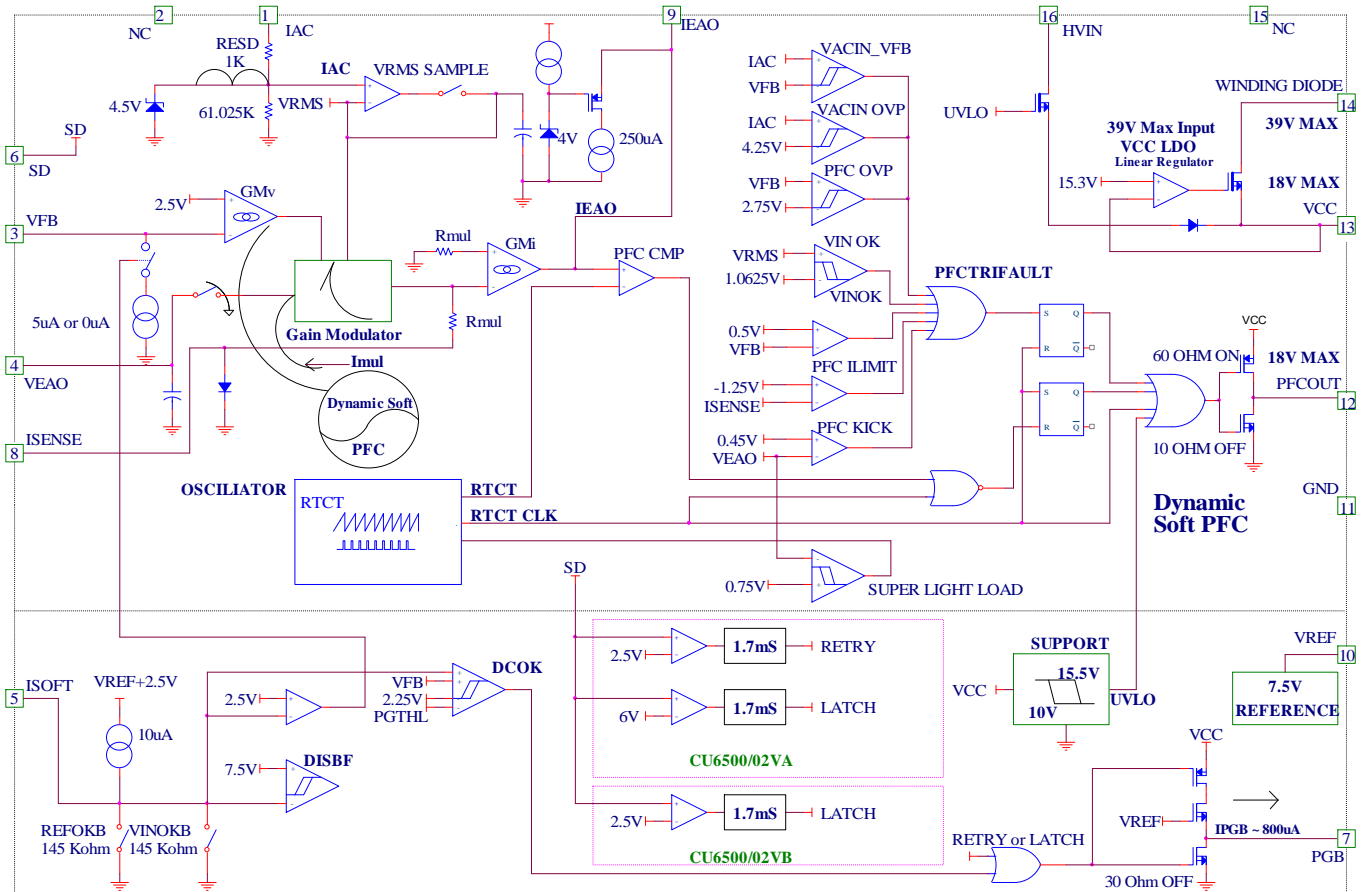 2
NC
1
IAC
9
IEAO
16
HVIN
15
NC
RESD
1K
IAC
VRMS SAMPLE
VRMS
4.5V
61.025K
4V
250uA
IAC
VACIN_VFB
VFB
UVLO
WINDING DIODE
14
39V MAX
39V Max Input
VCC LDO
Linear Regulator
SD
6
SD
IAC
VACIN OVP
4.25V
15.3V
18V MAX
VCC
13
2.5V
GMv
3
VFB
VFB
PFC OVP
2.75V
IEAO
Rmul
GMi
PFC CMP
VRMS
VIN OK
1.0625V
VINOK
PFCTRIFAULT
5uA or 0uA
Gain Modulator
Rmul
S
Q
R
Q
0.5V
VFB
VCC
60 OHM ON
18V MAX
PFCOUT
12
4
VEAO
Imul
PFC ILIMIT
-1.25V
ISENSE
S
Q
R
Q
Dynamic Soft
PFC
8
ISENSE
PFC KICK
0.45V
VEAO
10 OHM OFF
OSCILIATOR
RTCT
RTCT
RTCT CLK
Dynamic
Soft PFC
GND
11
SD
0.75V
SUPER LIGHT LOAD
2.5V
1.7mS
RETRY
6V
1.7mS
LATCH
CU6500/02VA
2.5V
1.7mS
LATCH
CU6500/02VB
SUPPORT
15.5V
10V
VCC
UVLO
VREF
10
7.5V
REFERENCE
5
ISOFT
VREF+2.5V
10uA
2.5V
DCOK
VFB
2.25V
PGTHL
7.5V
DISBF
REFOKB
145 Kohm
VINOKB
145 Kohm
RETRY or LATCH
VCC
VREF
IPGB ~ 800uA
7
PGB
30 Ohm OFF